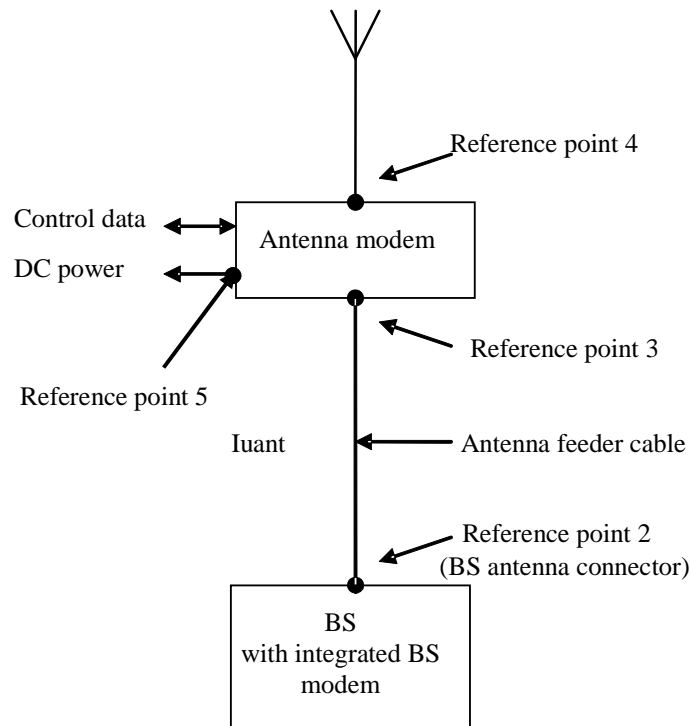 Reference point 4
Control data
Antenna modem
DC power
Reference point 3
Reference point 5
Iuant
Antenna feeder cable
Reference point 2
(BS antenna connector)
BS
with integrated BS
modem